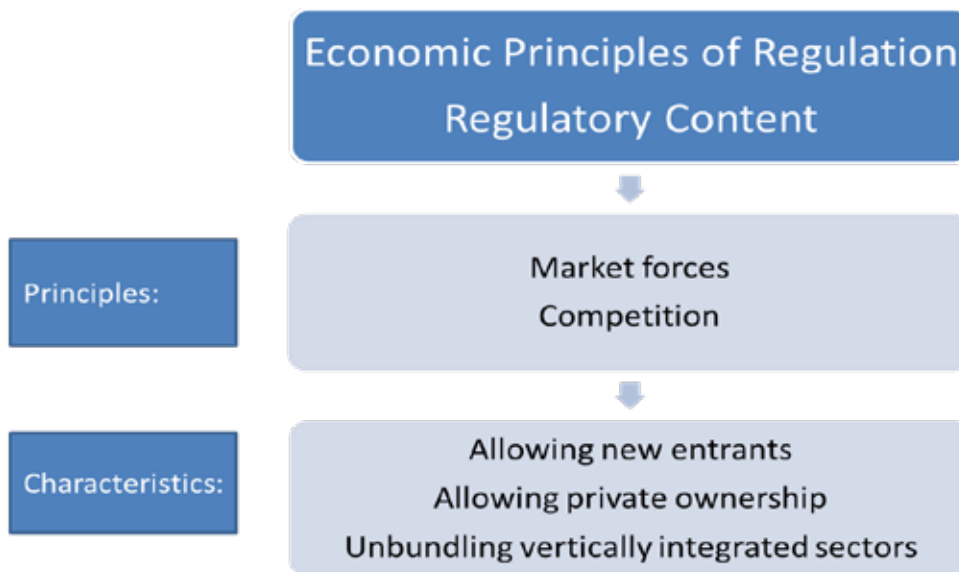 Economic Principles of Regulation
Regulatory Content
Principles:
Market forces
Competition
Characteristics:
Allowing new entrants
Allowing private ownership
Unbundling vertically integrated sectors